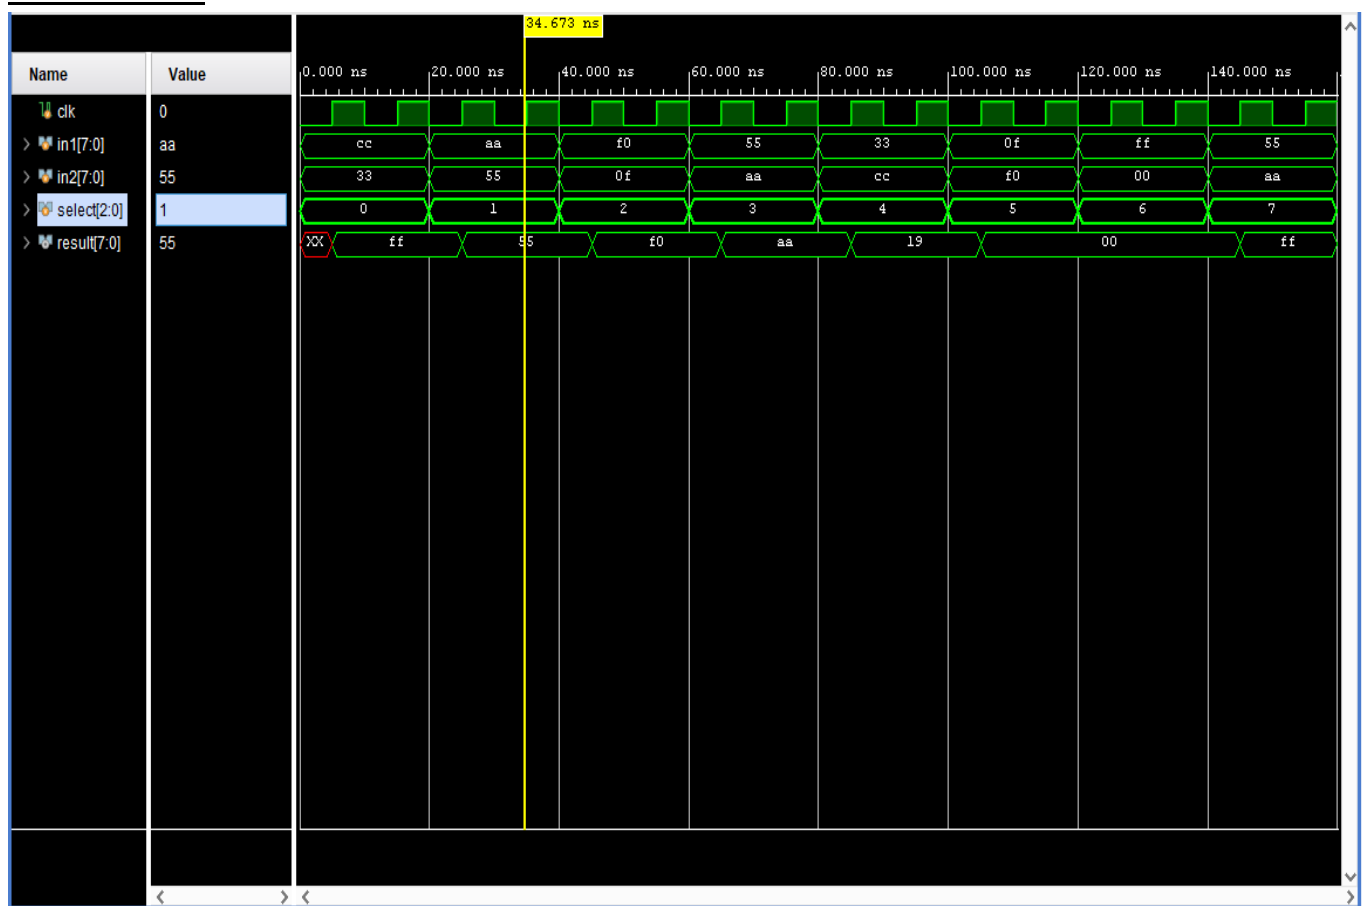 34.673 ns
Name Value 0.000 ns 20.000 ns 40.000 ns 60.000 ns 80.000 ns 100.000 ns 120.000 ns 140.000 ns
clk 0
in1[7:0] aa cc aa f0 55 33 0f ff 55
in2[7:0] 55 33 55 0f aa cc f0 00 aa
select[2:0] 1 0 1 2 3 4 5 6 7
result[7:0] 55 XX ff 55 f0 aa 19 00 ff